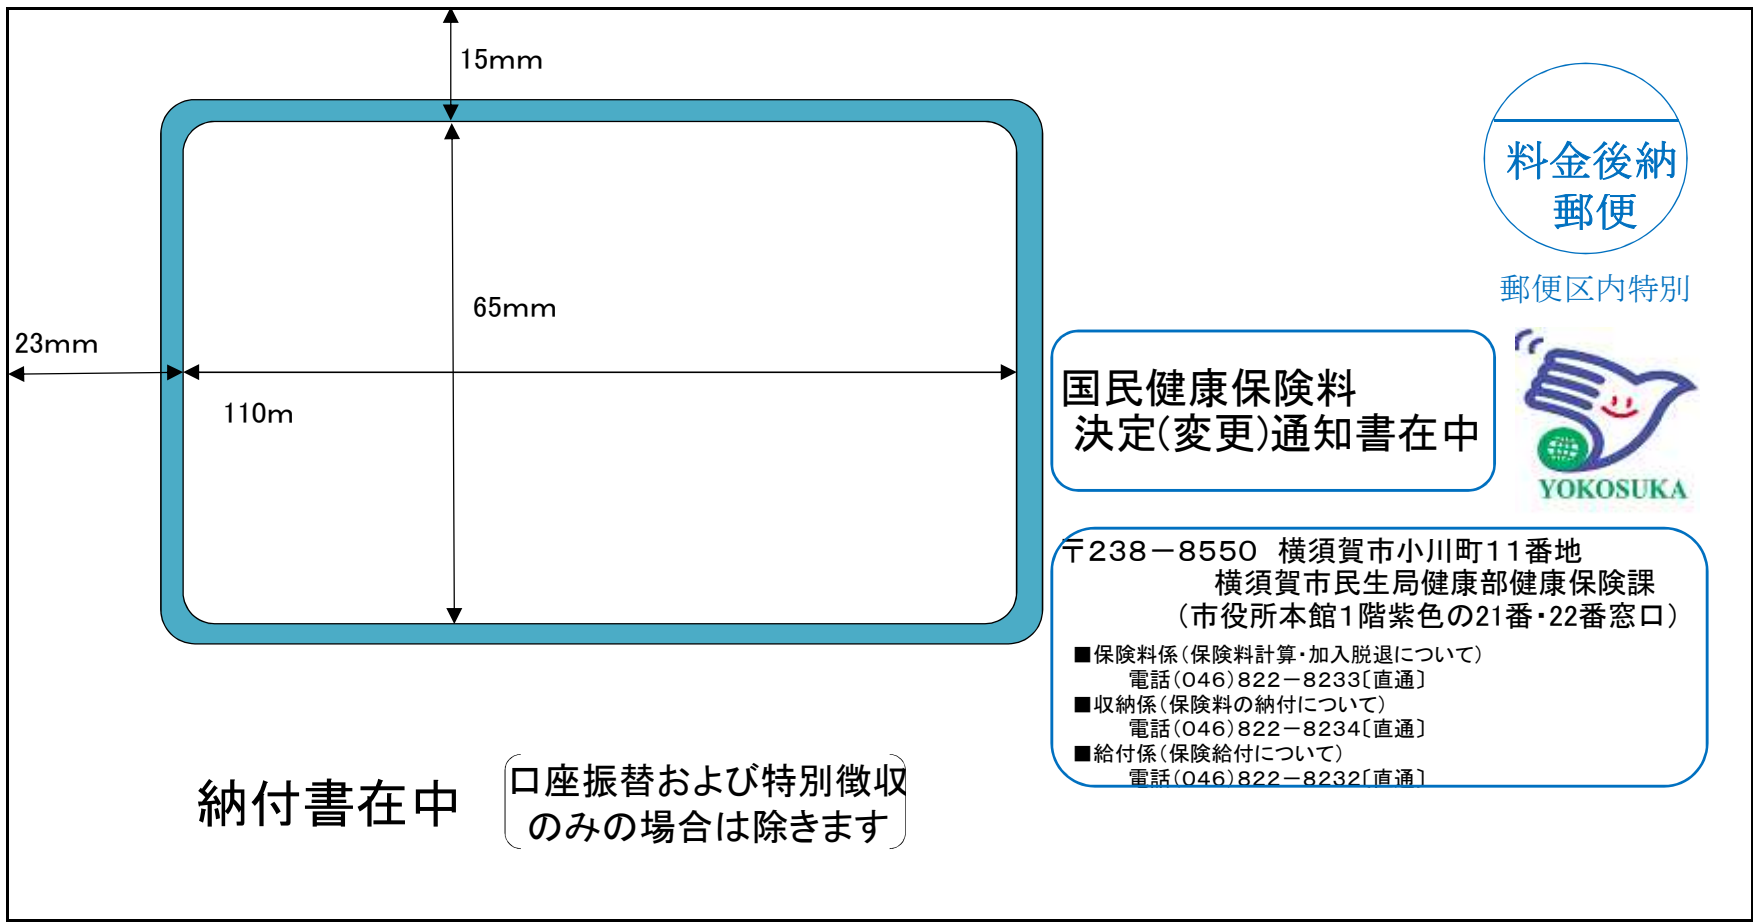 15mm
料金後納
郵便
郵便区内特別
65mm
23mm
110m
国民健康保険料
決定(変更)通知書在中
YOKOSUKA
〒238－8550　横須賀市小川町11番地
横須賀市民生局健康部健康保険課
（市役所本館1階紫色の21番・22番窓口）
■保険料係（保険料計算・加入脱退について）
電話（046）822－8233〔直通〕
■収納係（保険料の納付について）
電話（046）822－8234〔直通〕
■給付係（保険給付について）
電話（046）822－8232〔直通〕
納付書在中
口座振替および特別徴収
のみの場合は除きます